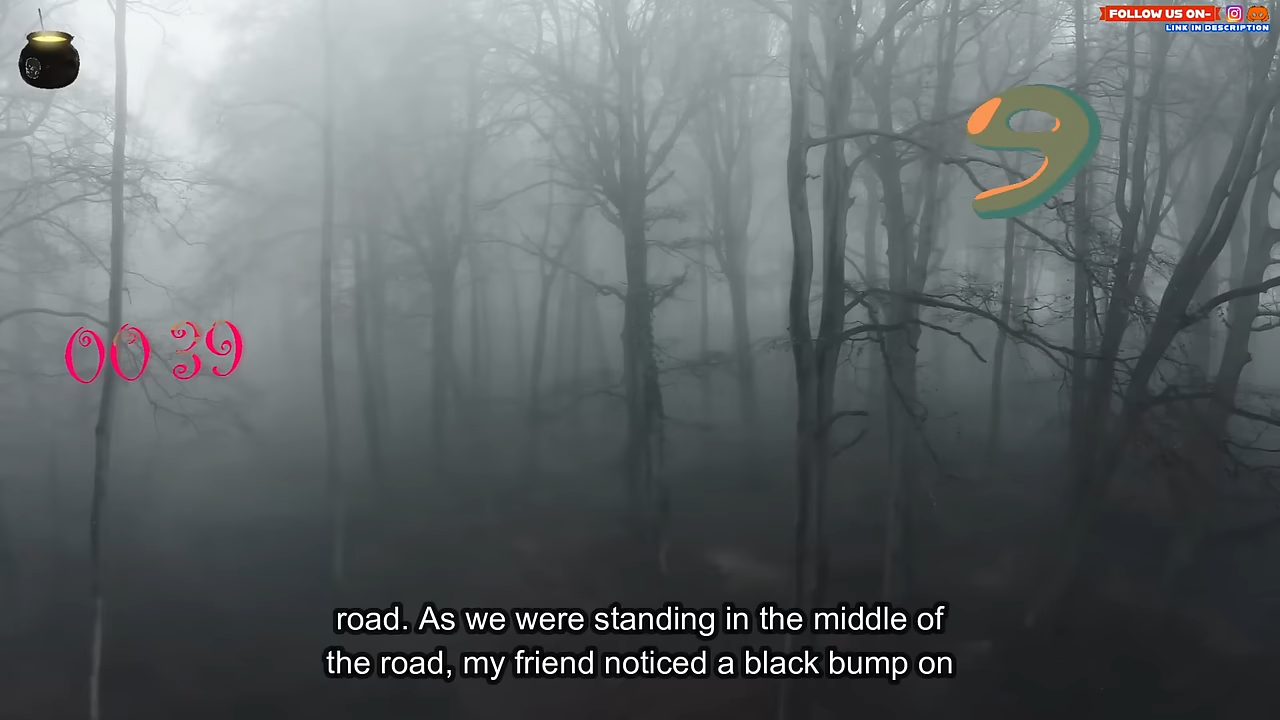 FOLLOW US ON-
LINK IN DESCRIPTION
9
00 39
road. As we were standing in the middle of
the road, my friend noticed a black bump on